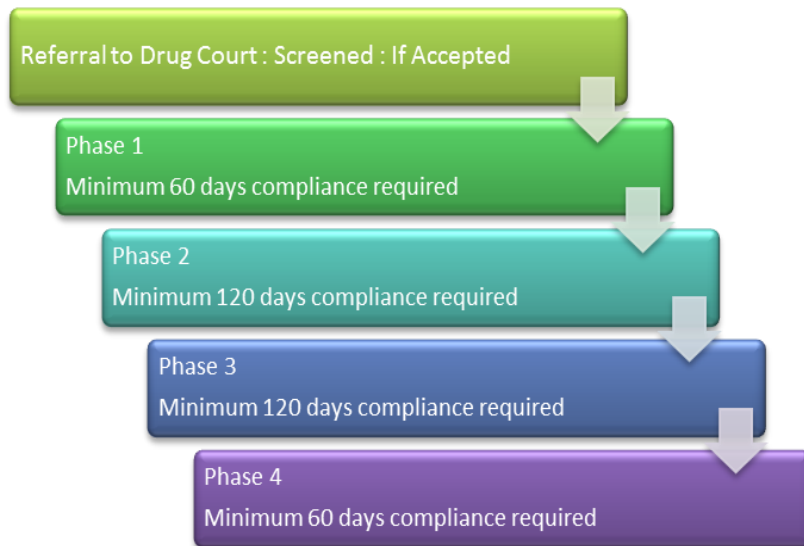 Referral to Drug Court : Screened : If Accepted
Phase 1
Minimum 60 days compliance required
Phase 2
Minimum 120 days compliance required
Phase 3
Minimum 120 days compliance required
Phase 4
Minimum 60 days compliance required